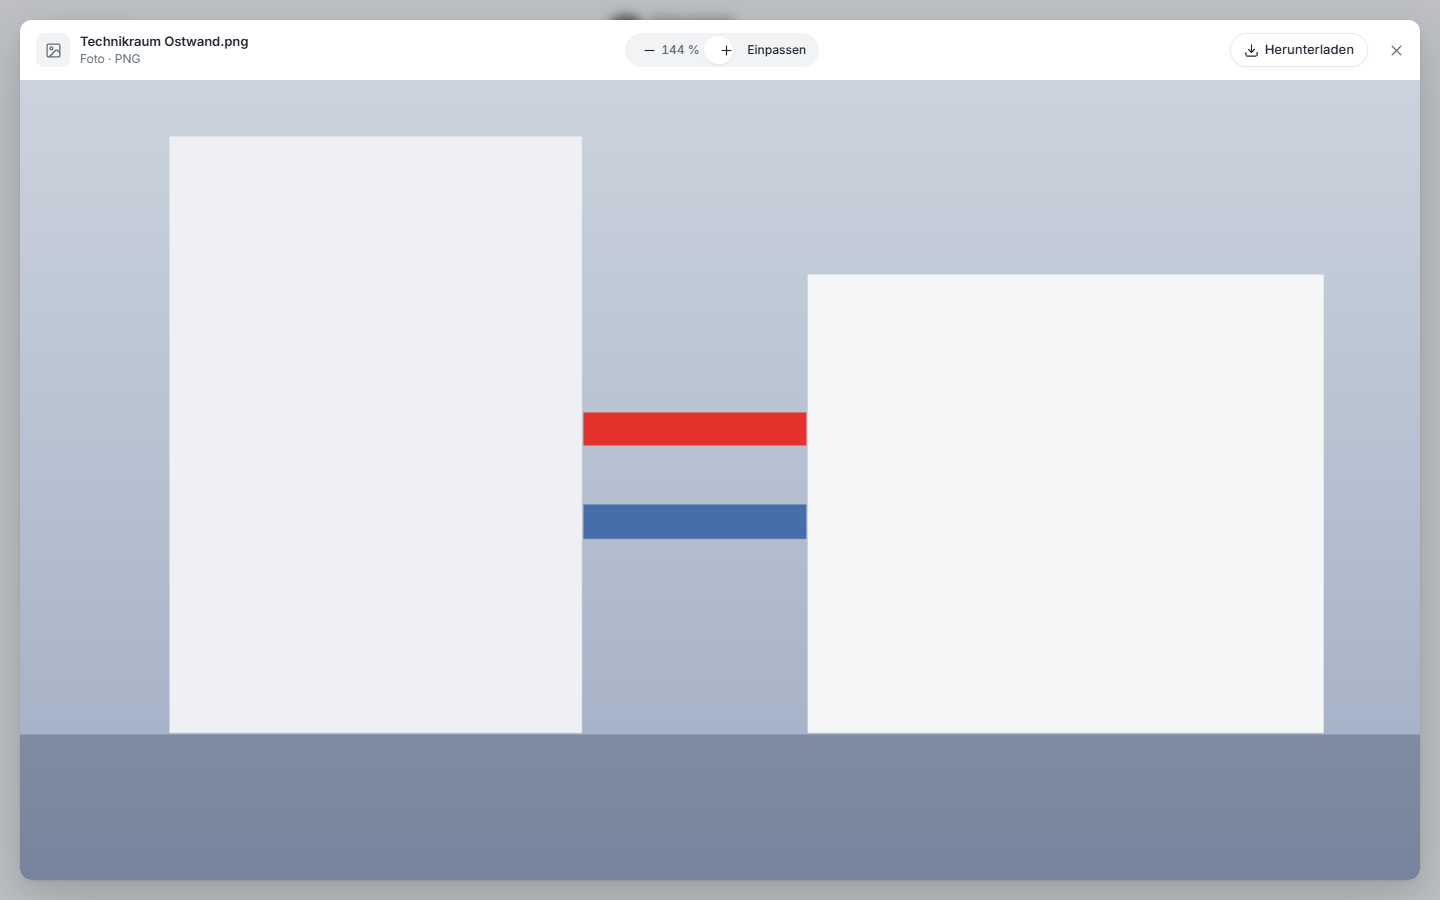 Technikraum Ostwand.png
Foto · PNG
144 %
Einpassen
Herunterladen